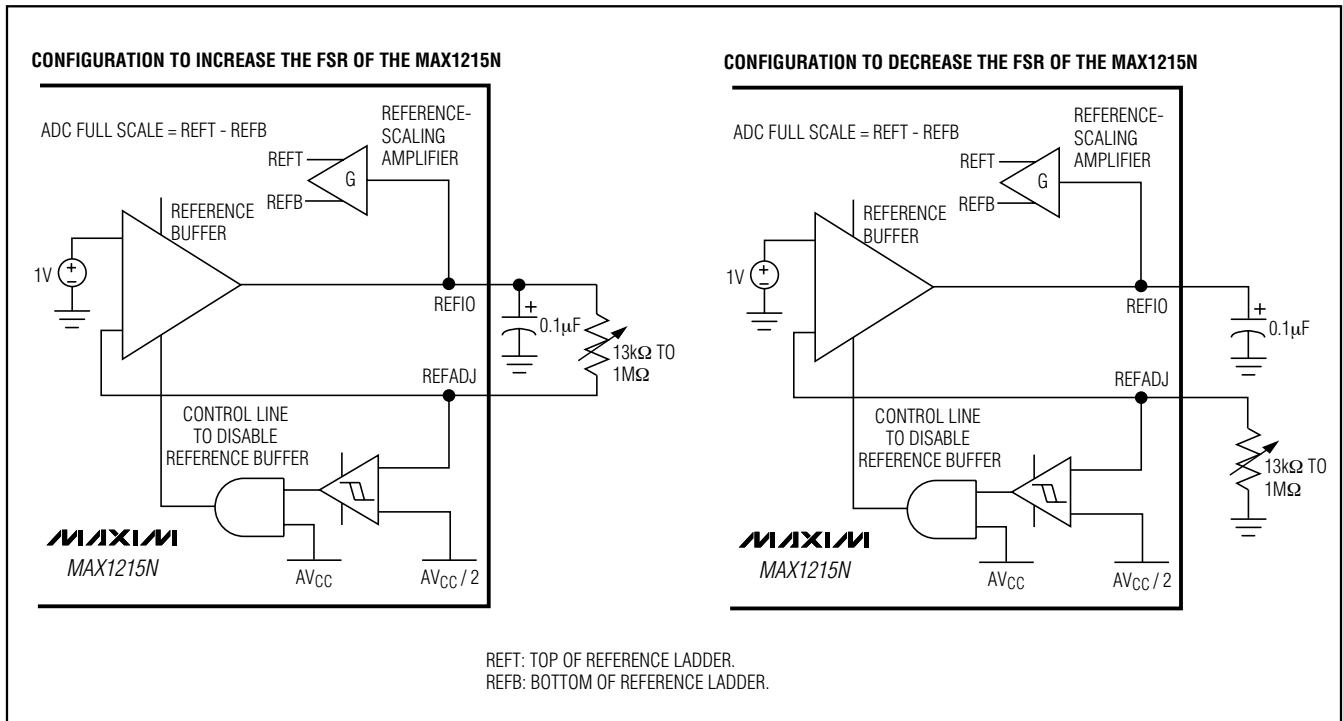 CONFIGURATION TO INCREASE THE FSR OF THE MAX1215N
ADC FULL SCALE = REFT - REFB
REFERENCE-
SCALING
AMPLIFIER
REFT
G
REFB
REFERENCE
BUFFER
1V
+
−
REFIO
+
0.1µF
13kΩ TO
1MΩ
REFADJ
CONTROL LINE
TO DISABLE
REFERENCE BUFFER
MAXIM
MAX1215N
AVCC
AVCC / 2
CONFIGURATION TO DECREASE THE FSR OF THE MAX1215N
ADC FULL SCALE = REFT - REFB
REFERENCE-
SCALING
AMPLIFIER
REFT
G
REFB
REFERENCE
BUFFER
1V
+
−
REFIO
+
0.1µF
REFADJ
13kΩ TO
1MΩ
CONTROL LINE
TO DISABLE
REFERENCE BUFFER
MAXIM
MAX1215N
AVCC
AVCC / 2
REFT: TOP OF REFERENCE LADDER.
REFB: BOTTOM OF REFERENCE LADDER.